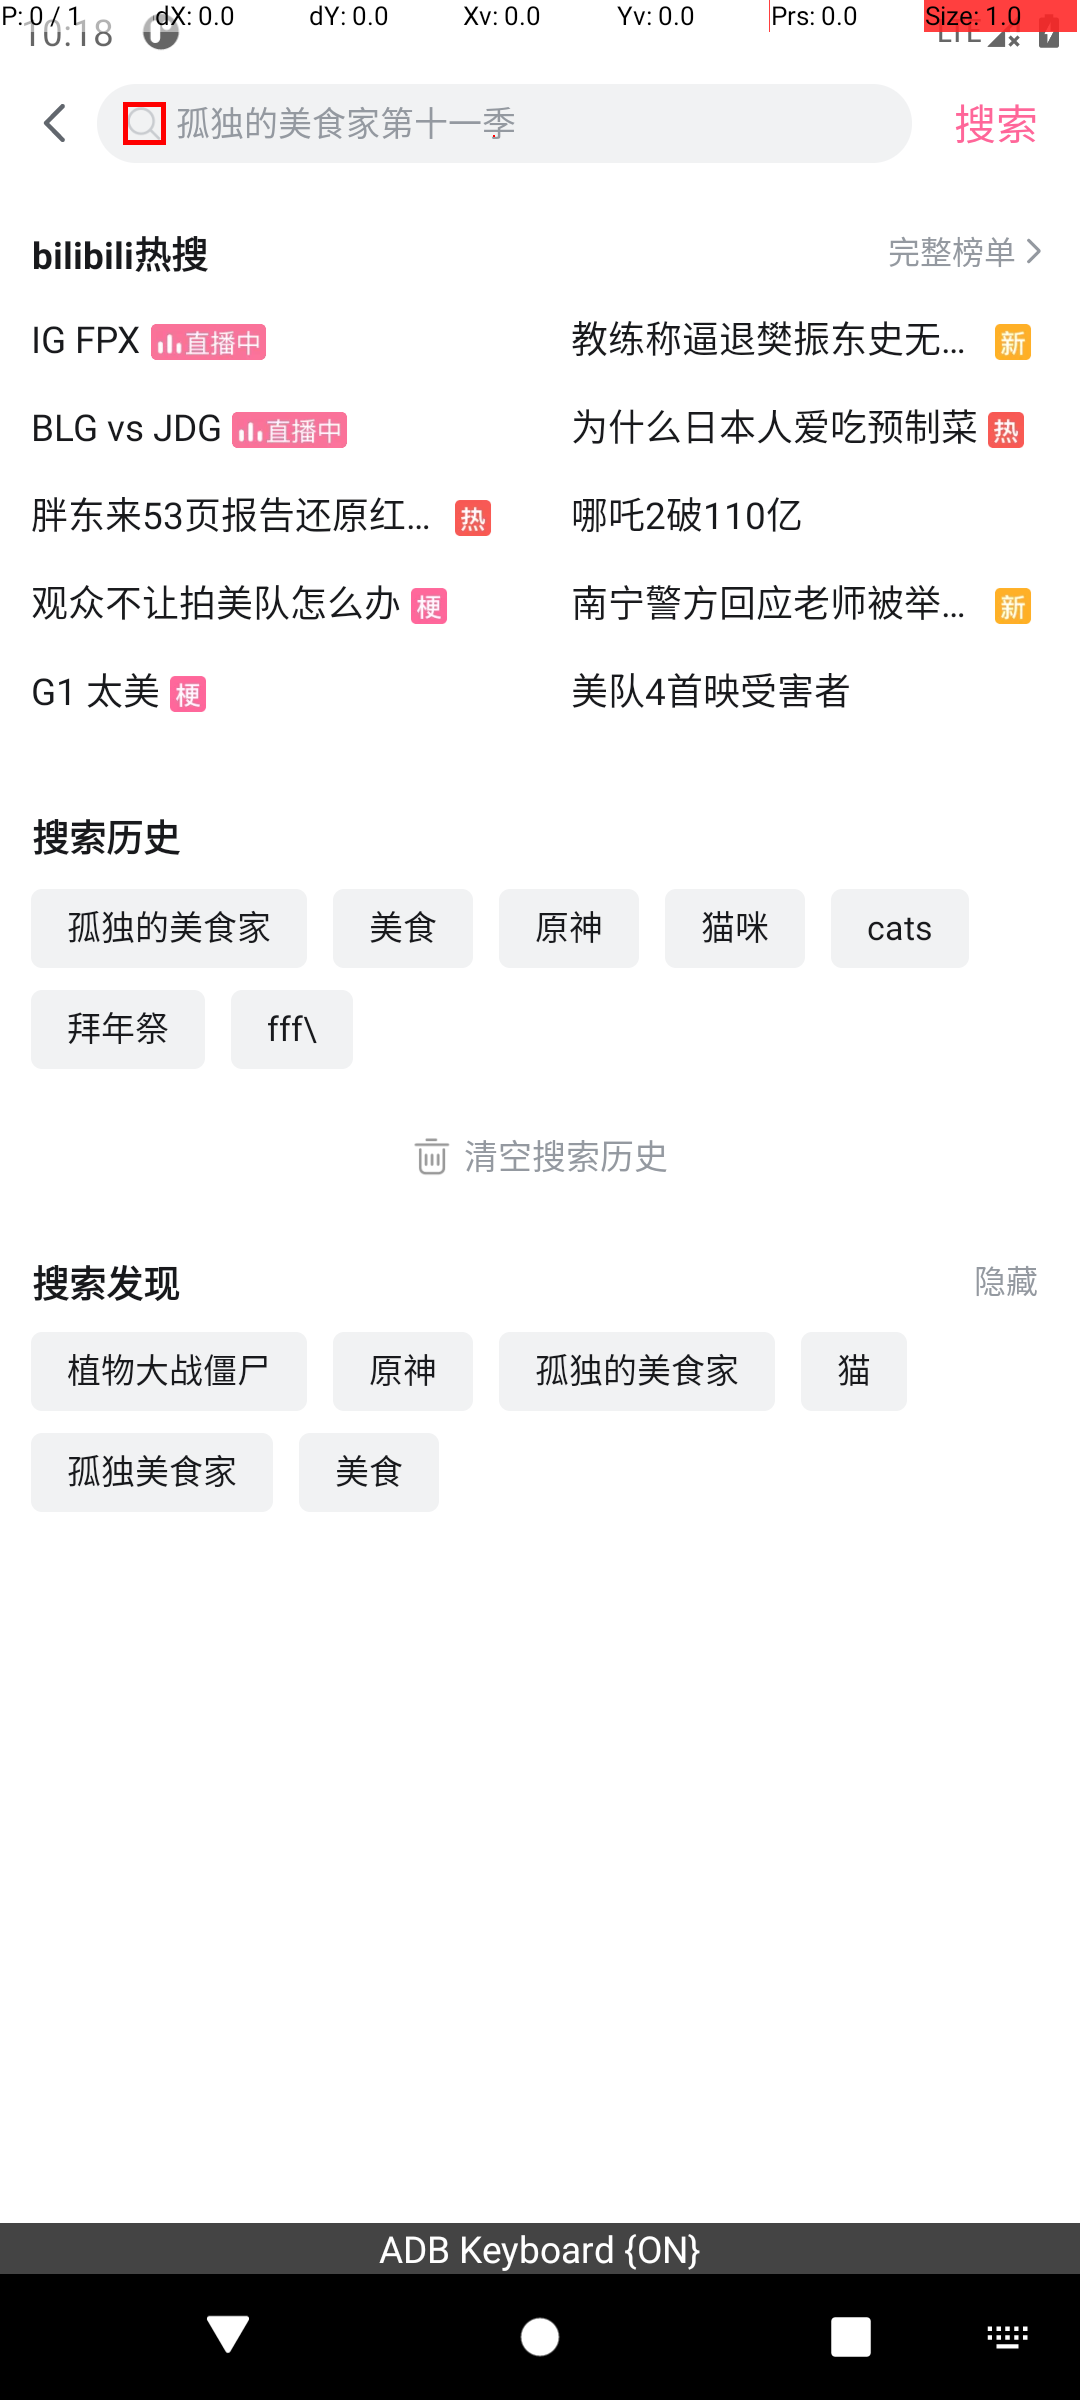 P: 0 / 1 dX: 0.0 dY: 0.0 Xv: 0.0 Yv: 0.0 Prs: 0.0 Size: 1.0
10:18 LTE
孤独的美食家第十一季 搜索
bilibili热搜 完整榜单
IG FPX 直播中 教练称逼退樊振东史无... 新
BLG vs JDG 直播中 为什么日本人爱吃预制菜 热
胖东来53页报告还原红... 热 哪吒2破110亿
观众不让拍美队怎么办 梗 南宁警方回应老师被举... 新
G1 太美 梗 美队4首映受害者
搜索历史
孤独的美食家 美食 原神 猫咪 cats
拜年祭 fff\
清空搜索历史
搜索发现 隐藏
植物大战僵尸 原神 孤独的美食家 猫
孤独美食家 美食
ADB Keyboard {ON}